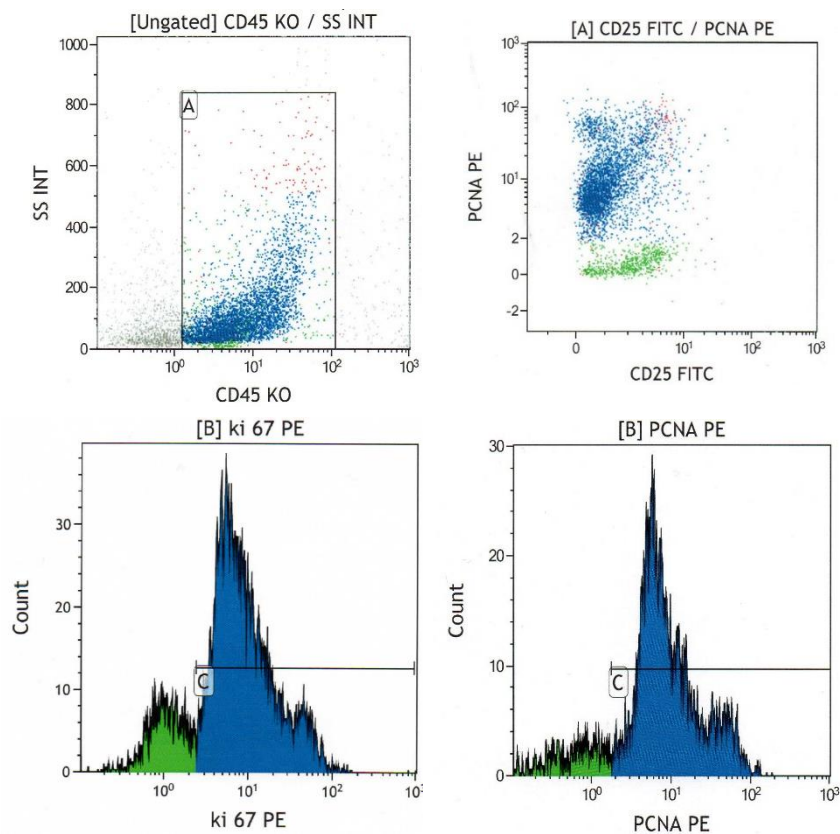 [Ungated] CD45 KO / SS INT
1000
800
600
400
200
0
SS INT
A
10⁰
10¹
10²
10³
CD45 KO
[A] CD25 FITC / PCNA PE
10³
10²
10¹
2
0
-2
PCNA PE
0
10¹
10²
10³
CD25 FITC
[B] ki 67 PE
30
20
10
0
Count
C
10⁰
10¹
10²
10³
ki 67 PE
[B] PCNA PE
30
20
10
0
Count
C
10⁰
10¹
10²
10³
PCNA PE